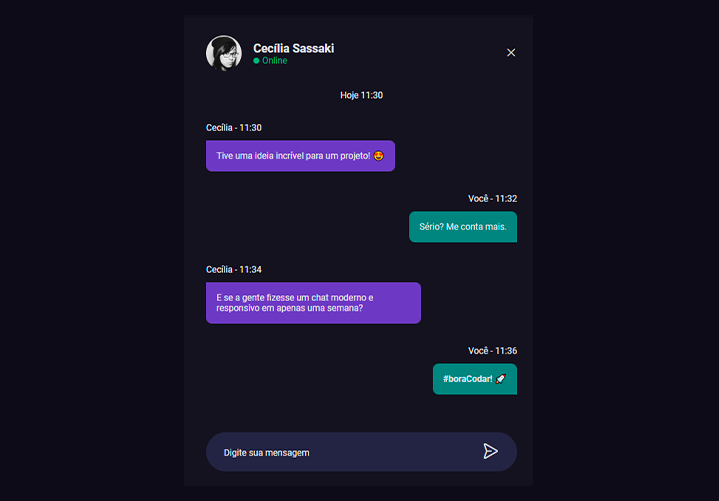 Cecília Sassaki
Online
Hoje 11:30
Cecília - 11:30
Tive uma ideia incrível para um projeto! 🤩
Você - 11:32
Sério? Me conta mais.
Cecília - 11:34
E se a gente fizesse um chat moderno e
responsivo em apenas uma semana?
Você - 11:36
#boraCodar! 🚀
Digite sua mensagem